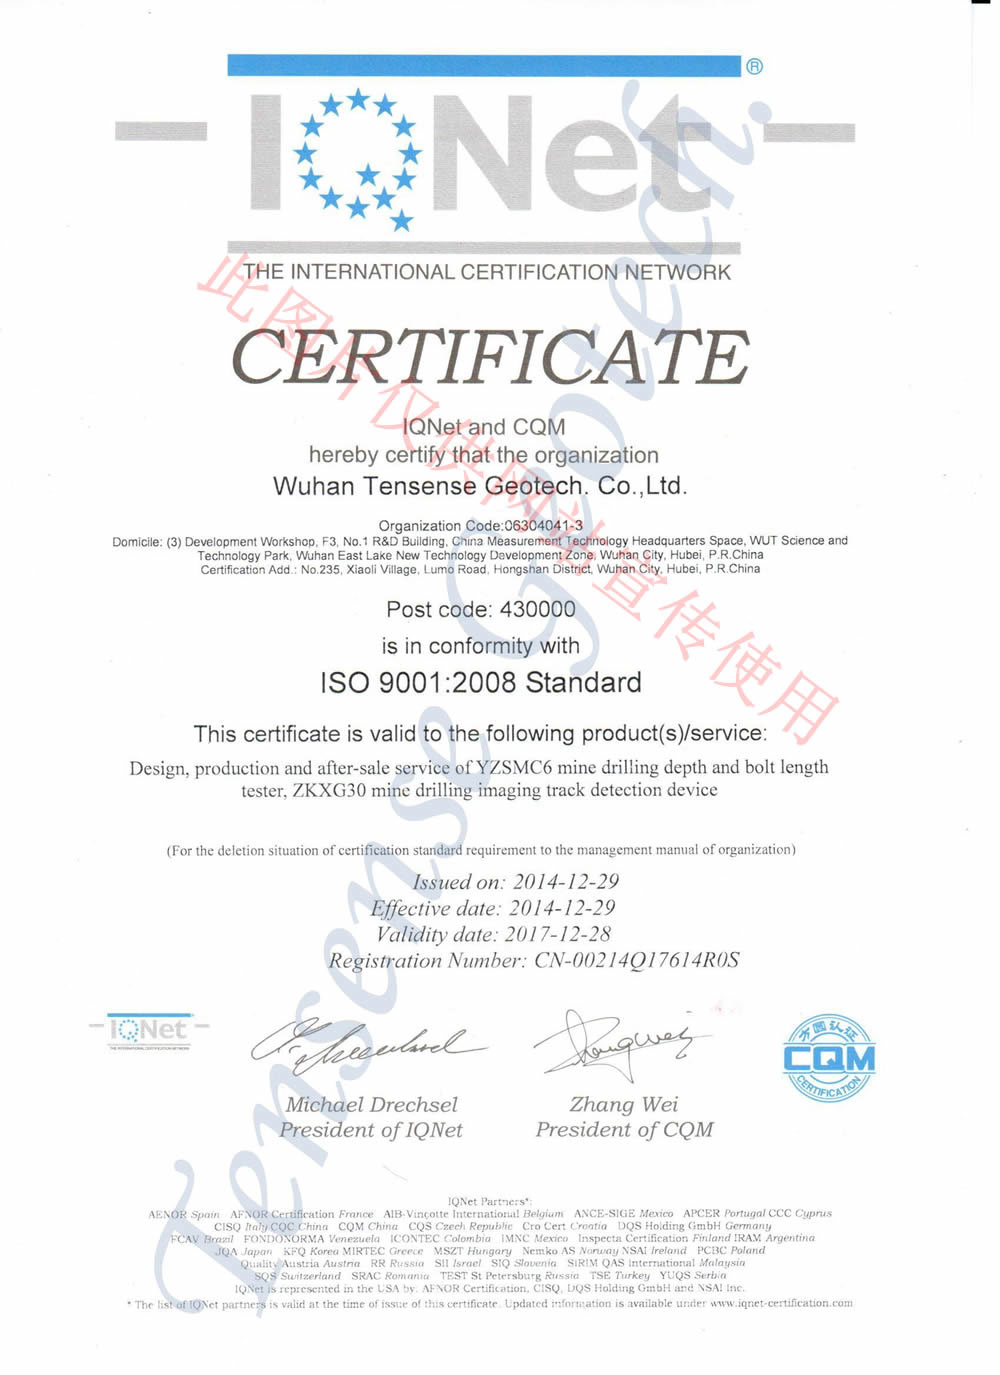 IQNet®
THE INTERNATIONAL CERTIFICATION NETWORK
CERTIFICATE
IQNet and CQM
hereby certify that the organization
Wuhan Tensense Geotech. Co.,Ltd.
Organization Code:06304041-3
Domicile: (3) Development Workshop, F3, No.1 R&D Building, China Measurement Technology Headquarters Space, WUT Science and
Technology Park, Wuhan East Lake New Technology Development Zone, Wuhan City, Hubei, P.R.China
Certification Add.: No.235, Xiaoli Village, Lumo Road, Hongshan District, Wuhan City, Hubei, P.R.China
Post code: 430000
is in conformity with
ISO 9001:2008 Standard
This certificate is valid to the following product(s)/service:
Design, production and after-sale service of YZSMC6 mine drilling depth and bolt length
tester, ZKXG30 mine drilling imaging track detection device
(For the deletion situation of certification standard requirement to the management manual of organization)
Issued on: 2014-12-29
Effective date: 2014-12-29
Validity date: 2017-12-28
Registration Number: CN-00214Q17614R0S
IQNet
THE INTERNATIONAL CERTIFICATION NETWORK
Zhang Wei
方圆认证
CQM
CERTIFICATION
Michael Drechsel
President of IQNet
Zhang Wei
President of CQM
IQNet Partners*:
AENOR Spain AFNOR Certification France AIB-Vinçotte International Belgium ANCE-SIGE Mexico APCER Portugal CCC Cyprus
CISQ Italy CQC China CQM China CQS Czech Republic Cro Cert Croatia DQS Holding GmbH Germany
FCAV Brazil FONDONORMA Venezuela ICONTEC Colombia IMNC Mexico Inspecta Certification Finland IRAM Argentina
JQA Japan KFQ Korea MIRTEC Greece MSZT Hungary Nemko AS Norway NSAI Ireland PCBC Poland
Quality Austria Austria RR Russia SII Israel SIQ Slovenia SIRIM QAS International Malaysia
SQS Switzerland SRAC Romania TEST St Petersburg Russia TSE Turkey YUQS Serbia
IQNet is represented in the USA by: AFNOR Certification, CISQ, DQS Holding GmbH and NSAI Inc.
* The list of IQNet partners is valid at the time of issue of this certificate. Updated information is available under www.iqnet-certification.com
此图片仅供网站宣传使用
Tensense Geotech.